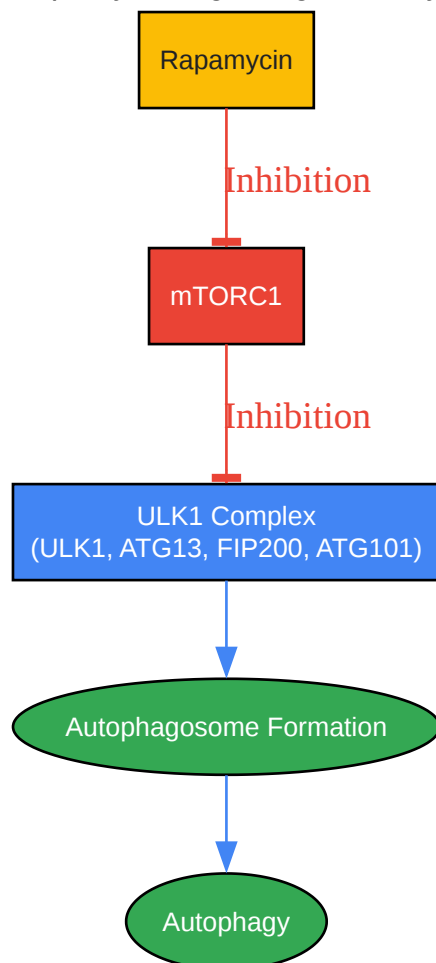 Rapamycin
Inhibition
mTORC1
Inhibition
ULK1 Complex
(ULK1, ATG13, FIP200, ATG101)
Autophagosome Formation
Autophagy